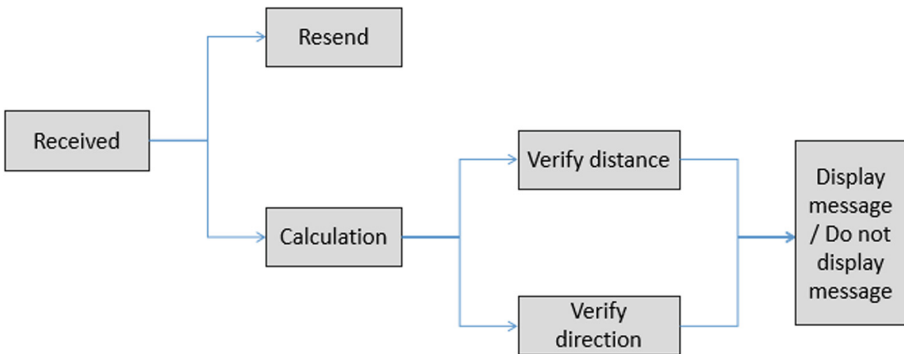 Resend
Received
Calculation
Verify distance
Verify
direction
Display
message
/ Do not
display
message